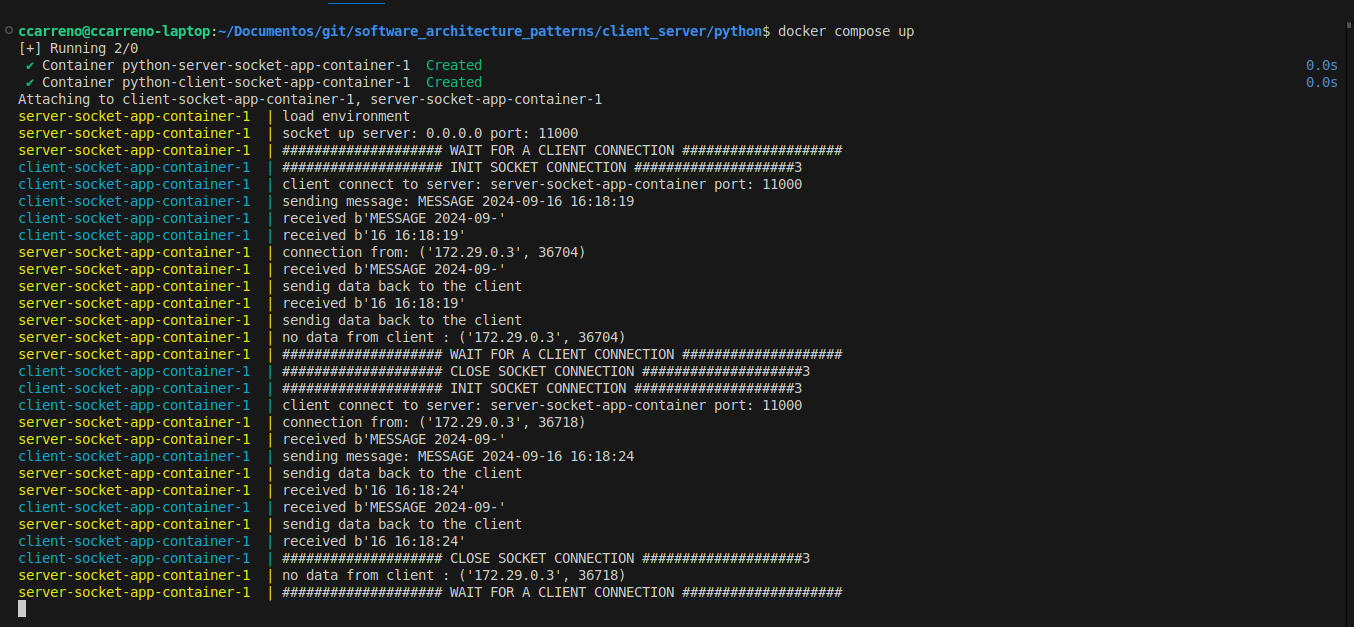 ccarreno@ccarreno-laptop:~/Documentos/git/software_architecture_patterns/client_server/python$ docker compose up
[+] Running 2/0
✔ Container python-server-socket-app-container-1  Created 0.0s
✔ Container python-client-socket-app-container-1  Created 0.0s
Attaching to client-socket-app-container-1, server-socket-app-container-1
server-socket-app-container-1  | load environment
server-socket-app-container-1  | socket up server: 0.0.0.0 port: 11000
server-socket-app-container-1  | #################### WAIT FOR A CLIENT CONNECTION ####################
client-socket-app-container-1  | #################### INIT SOCKET CONNECTION ####################3
client-socket-app-container-1  | client connect to server: server-socket-app-container port: 11000
client-socket-app-container-1  | sending message: MESSAGE 2024-09-16 16:18:19
client-socket-app-container-1  | received b'MESSAGE 2024-09-'
client-socket-app-container-1  | received b'16 16:18:19'
server-socket-app-container-1  | connection from: ('172.29.0.3', 36704)
server-socket-app-container-1  | received b'MESSAGE 2024-09-'
server-socket-app-container-1  | sendig data back to the client
server-socket-app-container-1  | received b'16 16:18:19'
server-socket-app-container-1  | sendig data back to the client
server-socket-app-container-1  | no data from client : ('172.29.0.3', 36704)
server-socket-app-container-1  | #################### WAIT FOR A CLIENT CONNECTION ####################
client-socket-app-container-1  | #################### CLOSE SOCKET CONNECTION ####################3
client-socket-app-container-1  | #################### INIT SOCKET CONNECTION ####################3
client-socket-app-container-1  | client connect to server: server-socket-app-container port: 11000
server-socket-app-container-1  | connection from: ('172.29.0.3', 36718)
server-socket-app-container-1  | received b'MESSAGE 2024-09-'
client-socket-app-container-1  | sending message: MESSAGE 2024-09-16 16:18:24
server-socket-app-container-1  | sendig data back to the client
server-socket-app-container-1  | received b'16 16:18:24'
client-socket-app-container-1  | received b'MESSAGE 2024-09-'
server-socket-app-container-1  | sendig data back to the client
client-socket-app-container-1  | received b'16 16:18:24'
client-socket-app-container-1  | #################### CLOSE SOCKET CONNECTION ####################3
server-socket-app-container-1  | no data from client : ('172.29.0.3', 36718)
server-socket-app-container-1  | #################### WAIT FOR A CLIENT CONNECTION ####################